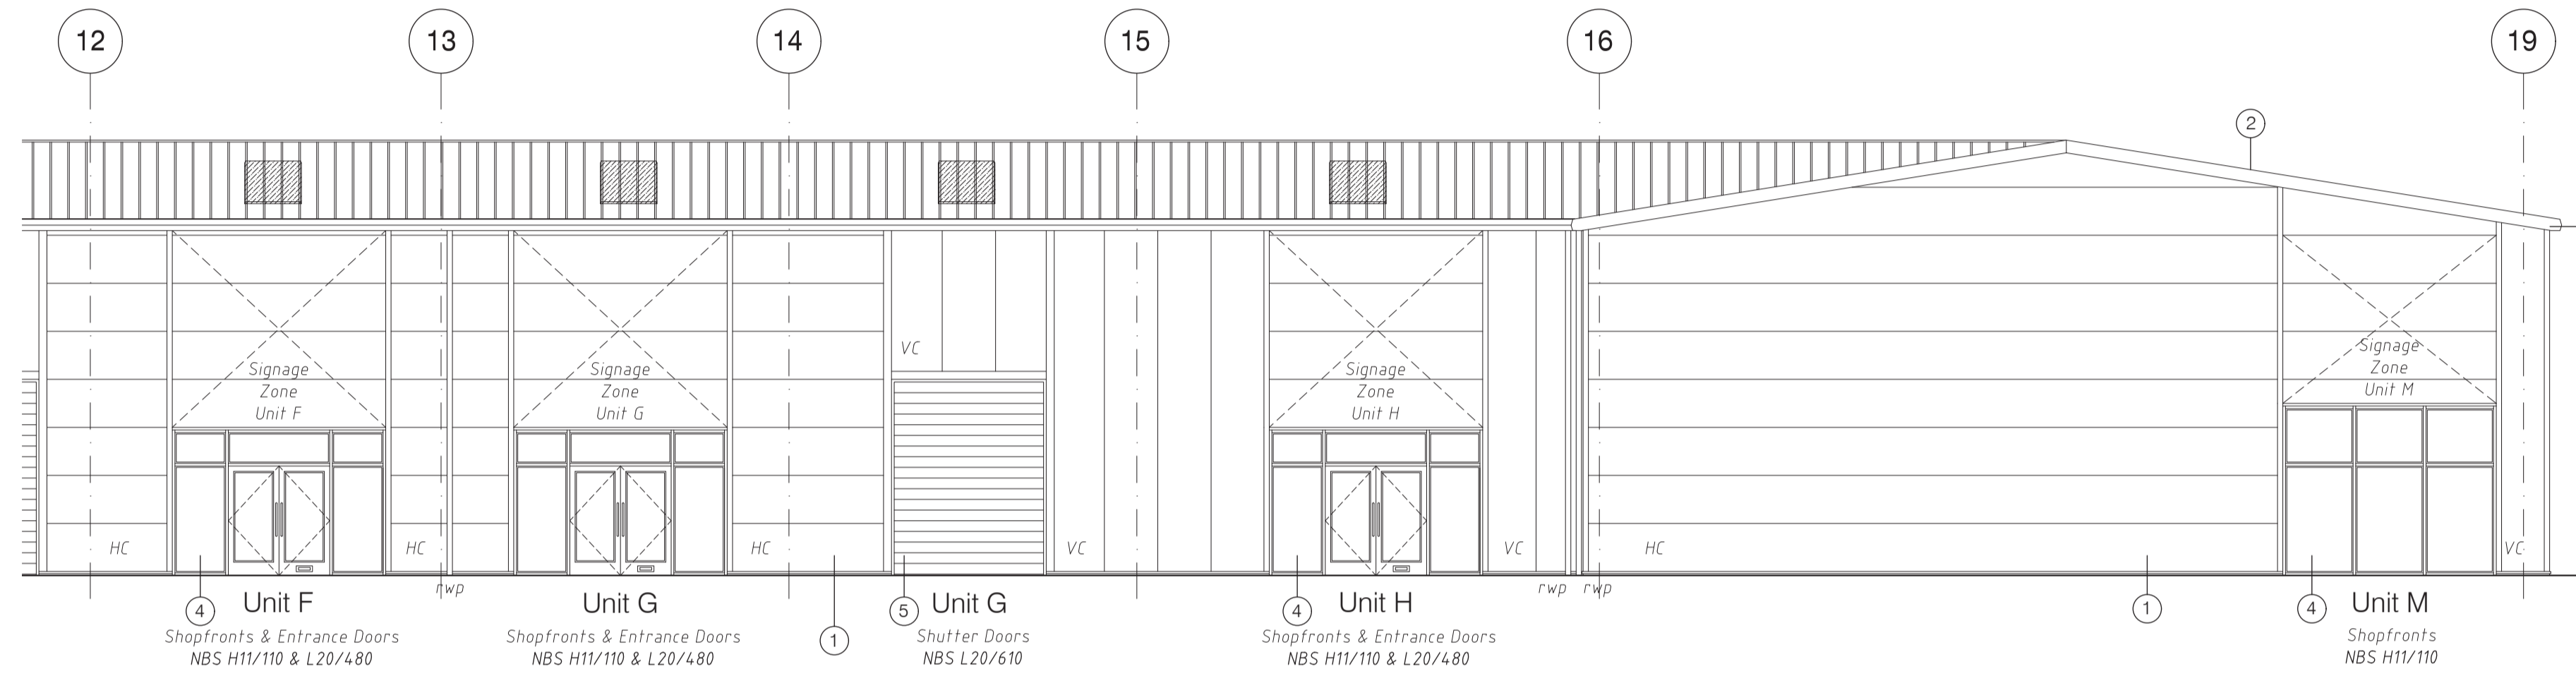 12 13 14 15 16 19
2
VC
Signage
Zone
Unit F
Signage
Zone
Unit G
Signage
Zone
Unit H
Signage
Zone
Unit M
HC HC HC VC VC HC VC
rwp rwp rwp
4 Unit F
Shopfronts & Entrance Doors
NBS H11/110 & L20/480
Unit G
Shopfronts & Entrance Doors
NBS H11/110 & L20/480
1
5 Unit G
Shutter Doors
NBS L20/610
4 Unit H
Shopfronts & Entrance Doors
NBS H11/110 & L20/480
1
4 Unit M
Shopfronts
NBS H11/110